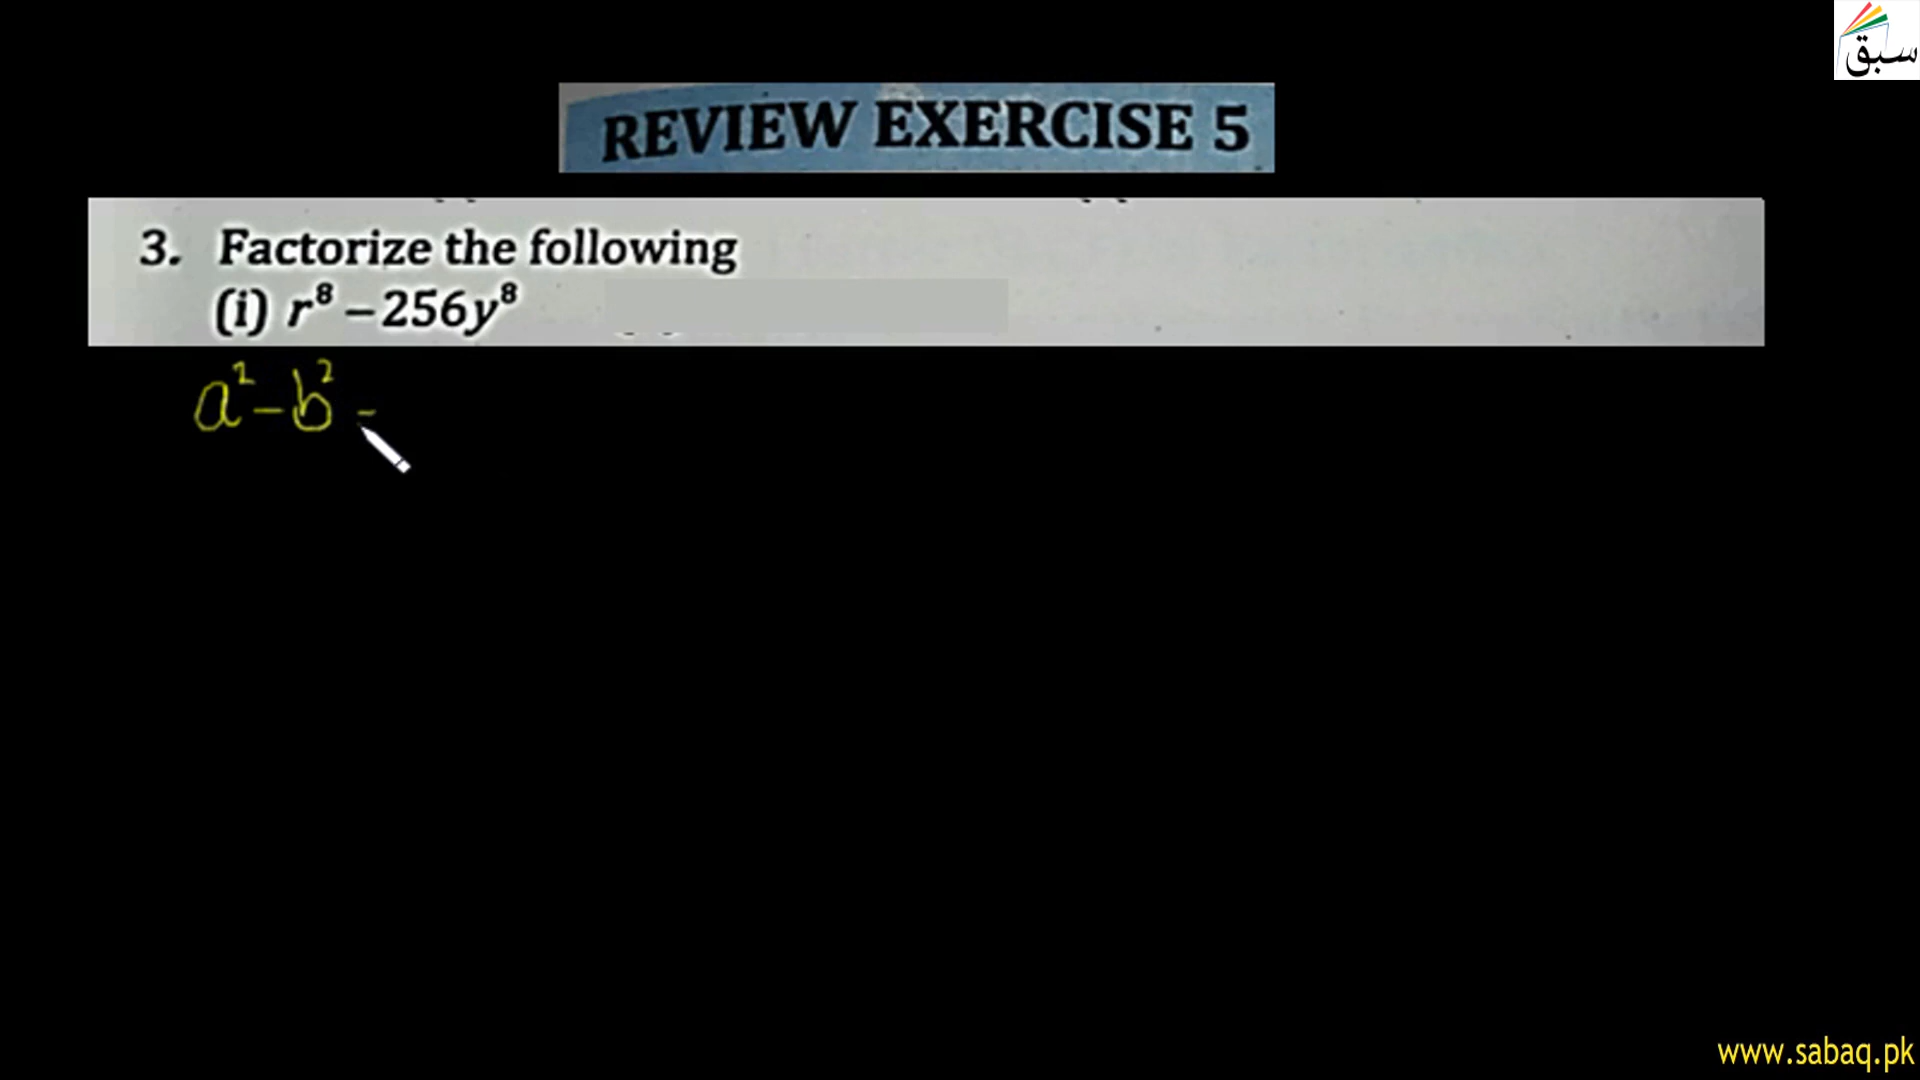 سبق
REVIEW EXERCISE 5
3. Factorize the following
(i) r⁸ – 256y⁸
a² – b² =
www.sabaq.pk